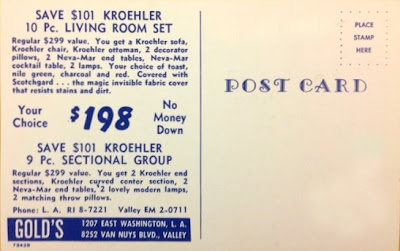 SAVE $101 KROEHLER
10 Pc. LIVING ROOM SET
Regular $299 value. You get a Kroehler sofa,
Kroehler chair, Kroehler ottoman, 2 decorator
pillows, 2 Neva-Mar end tables, Neva-Mar
cocktail table, 2 lamps. Your choice of toast,
nile green, charcoal and red. Covered with
Scotchgard . . . the magic invisible fabric cover
that resists stains and dirt.
Your Choice
$198
No Money Down
SAVE $101 KROEHLER
9 Pc. SECTIONAL GROUP
Regular $299 value. You get 2 Kroehler end
sections, Kroehler curved center section, 2
Neva-Mar end tables, 2 lovely modern lamps,
2 matching throw pillows.
Phone: L. A. RI 8-7221 Valley EM 2-0711
GOLD'S
1207 EAST WASHINGTON, L. A.
8252 VAN NUYS BLVD., VALLEY
POST CARD
PLACE
STAMP
HERE